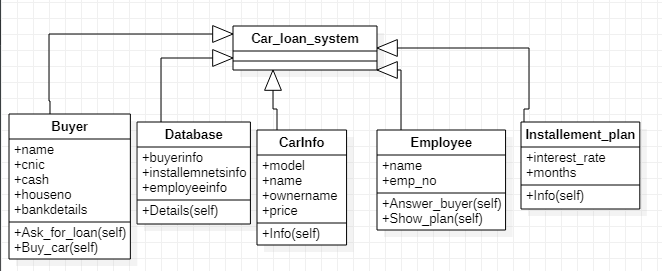 Car_loan_system
Buyer
+name
+cnic
+cash
+houseno
+bankdetails
+Ask_for_loan(self)
+Buy_car(self)
Database
+buyerinfo
+installemnetsinfo
+employeeinfo
+Details(self)
CarInfo
+model
+name
+ownername
+price
+Info(self)
Employee
+name
+emp_no
+Answer_buyer(self)
+Show_plan(self)
Installement_plan
+interest_rate
+months
+Info(self)